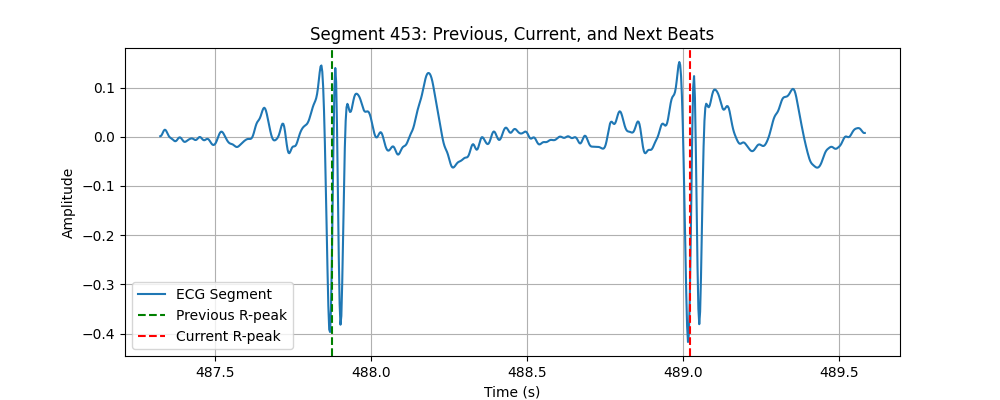 Segment 453: Previous, Current, and Next Beats
Amplitude
0.1
0.0
−0.1
−0.2
−0.3
−0.4
ECG Segment
Previous R-peak
Current R-peak
487.5 488.0 488.5 489.0 489.5
Time (s)